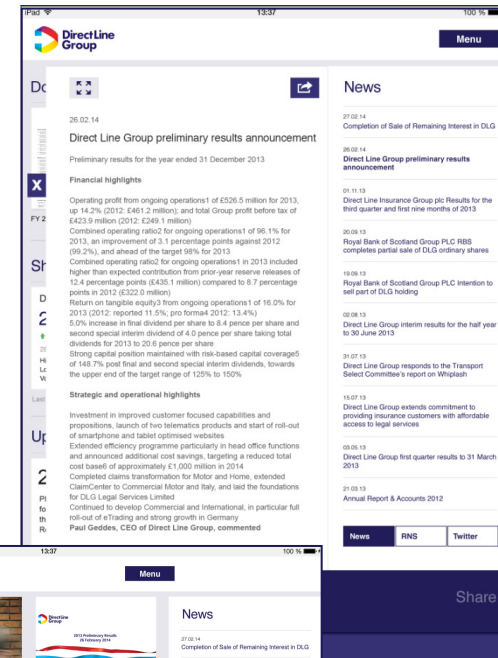 iPad
13:37
100 %
DirectLine
Group
Menu
Do
26.02.14
Direct Line Group preliminary results announcement
Preliminary results for the year ended 31 December 2013
Financial highlights
Operating profit from ongoing operations1 of £526.5 million for 2013,
up 14.2% (2012: £461.2 million); and total Group profit before tax of
£423.9 million (2012: £249.1 million)
Combined operating ratio2 for ongoing operations1 of 96.1% for
2013, an improvement of 3.1 percentage points against 2012
(99.2%), and ahead of the target 98% for 2013
Combined operating ratio2 for ongoing operations1 in 2013 included
higher than expected contribution from prior-year reserve releases of
12.4 percentage points (£435.1 million) compared to 8.7 percentage
points in 2012 (£322.0 million)
Return on tangible equity3 from ongoing operations1 of 16.0% for
2013 (2012: reported 11.5%; pro forma4 2012: 13.4%)
5.0% increase in final dividend per share to 8.4 pence per share and
second special interim dividend of 4.0 pence per share taking total
dividends for 2013 to 20.6 pence per share
Strong capital position maintained with risk-based capital coverage5
of 148.7% post final and second special interim dividends, towards
the upper end of the target range of 125% to 150%
Strategic and operational highlights
Investment in improved customer focused capabilities and
propositions, launch of two telematics products and start of roll-out
of smartphone and tablet optimised websites
Extended efficiency programme particularly in head office functions
and announced additional cost savings, targeting a reduced total
cost base6 of approximately £1,000 million in 2014
Completed claims transformation for Motor and Home, extended
ClaimCenter to Commercial Motor and Italy, and laid the foundations
for DLG Legal Services Limited
Continued to develop Commercial and International, in particular full
roll-out of eTrading and strong growth in Germany
Paul Geddes, CEO of Direct Line Group, commented
X
FY 2
Sh
D
2
Hi
Lo
Vo
Last
Up
2
Pl
fo
th
R
News
27.02.14
Completion of Sale of Remaining Interest in DLG
26.02.14
Direct Line Group preliminary results
announcement
01.11.13
Direct Line Insurance Group plc Results for the
third quarter and first nine months of 2013
20.09.13
Royal Bank of Scotland Group PLC RBS
completes partial sale of DLG ordinary shares
19.09.13
Royal Bank of Scotland Group PLC Intention to
sell part of DLG holding
02.08.13
Direct Line Group interim results for the half year
to 30 June 2013
31.07.13
Direct Line Group responds to the Transport
Select Committee's report on Whiplash
15.07.13
Direct Line Group extends commitment to
providing insurance customers with affordable
access to legal services
03.05.13
Direct Line Group first quarter results to 31 March
2013
21.03.13
Annual Report & Accounts 2012
News
RNS
Twitter
Share
13:37
100 %
Menu
DirectLine
Group
2013 Preliminary Results
26 February 2014
News
27.02.14
Completion of Sale of Remaining Interest in DLG